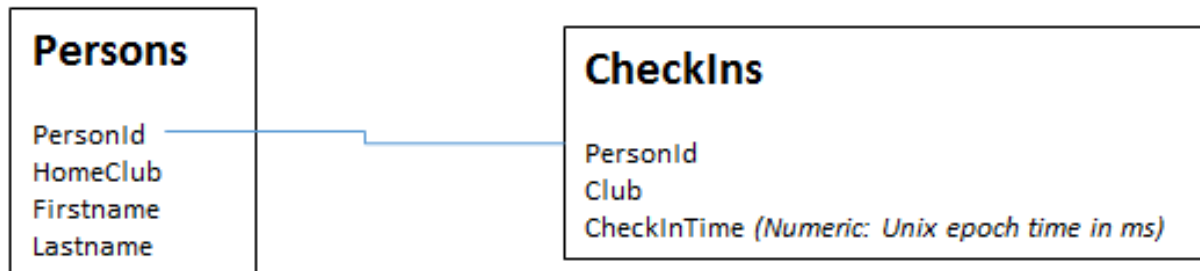 Persons
PersonId
HomeClub
Firstname
Lastname
CheckIns
PersonId
Club
CheckInTime (Numeric: Unix epoch time in ms)